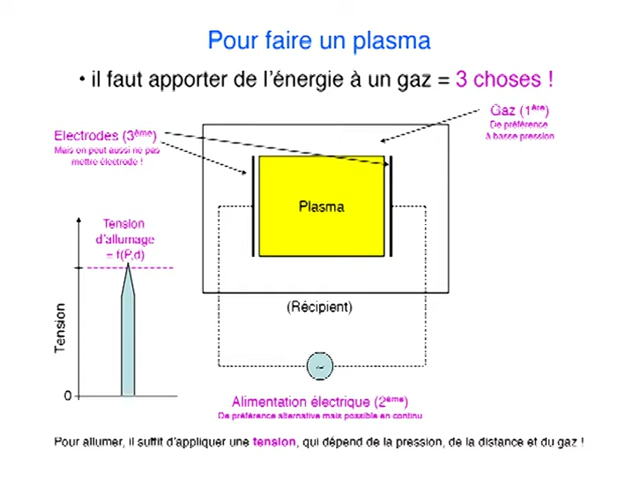 Pour faire un plasma
• il faut apporter de l'énergie à un gaz = 3 choses !
Gaz (1ère)
De préférence
à basse pression
Electrodes (3ème)
Mais on peut aussi ne pas
mettre électrode !
Plasma
Tension
d'allumage
= f(P,d)
Tension
0
(Récipient)
~
Alimentation électrique (2ème)
De préférence alternative mais possible en continu
Pour allumer, il suffit d'appliquer une tension, qui dépend de la pression, de la distance et du gaz !